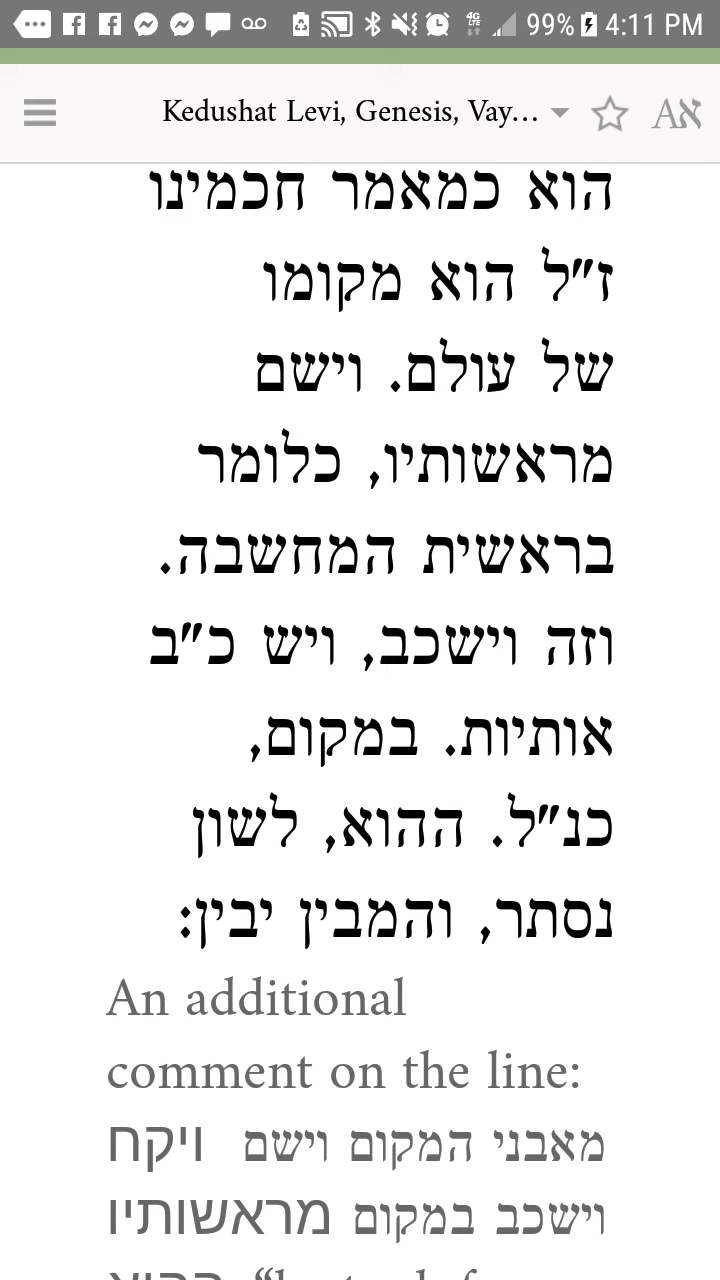 99% 4:11 PM
Kedushat Levi, Genesis, Vay...
הוא כמאמר חכמינו
ז"ל הוא מקומו
של עולם. וישם
מראשותיו, כלומר
בראשית המחשבה.
וזה וישכב, ויש כ"ב
אותיות. במקום,
כנ"ל. ההוא, לשון
נסתר, והמבין יבין:
An additional
comment on the line:
ויקח מאבני המקום וישם
מראשותיו וישכב במקום